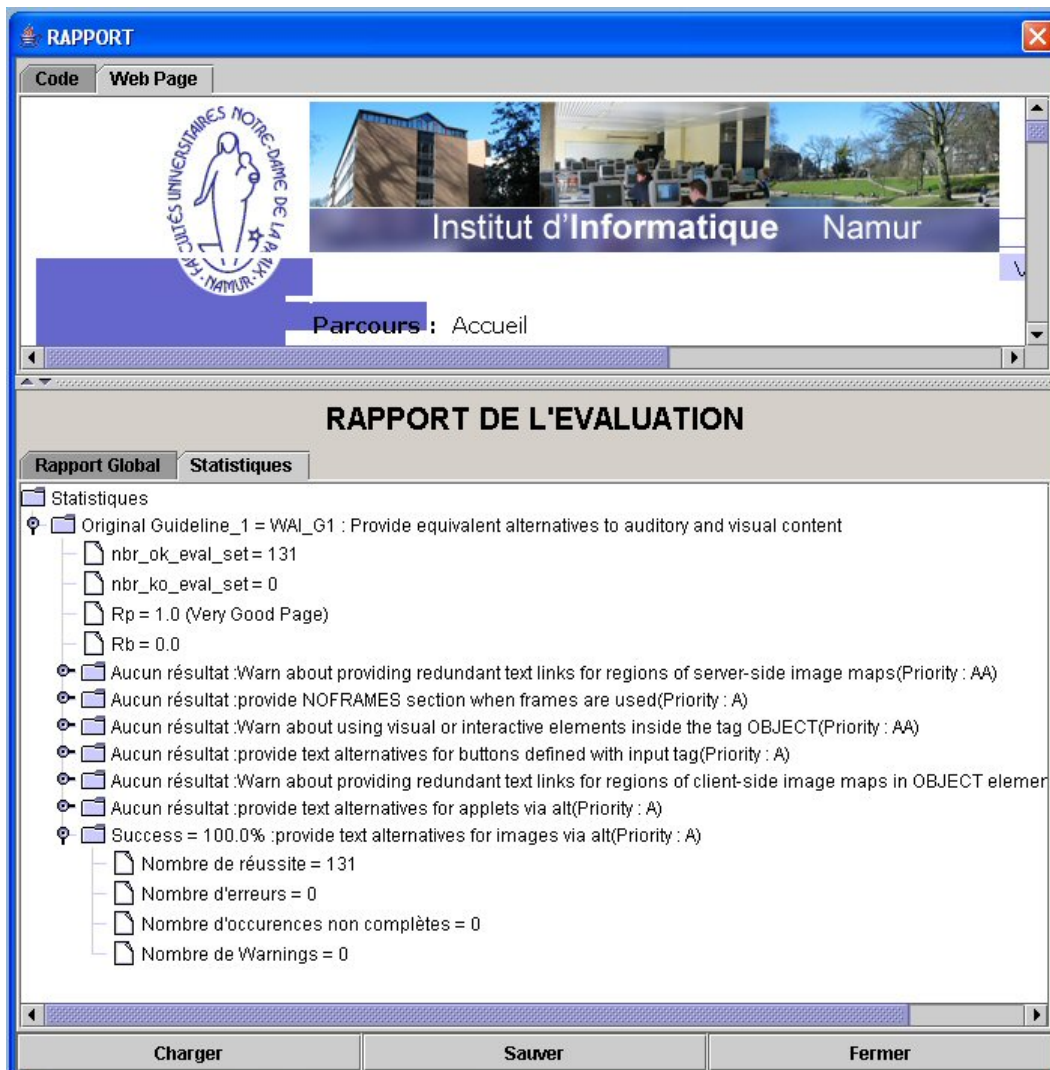 RAPPORT
Code Web Page
FACULTÉS UNIVERSITAIRES NOTRE-DAME DE LA PAIX · NAMUR ·
Institut d'Informatique Namur
Parcours : Accueil
RAPPORT DE L'EVALUATION
Rapport Global Statistiques
Statistiques
Original Guideline_1 = WAI_G1 : Provide equivalent alternatives to auditory and visual content
nbr_ok_eval_set = 131
nbr_ko_eval_set = 0
Rp = 1.0 (Very Good Page)
Rb = 0.0
Aucun résultat :Warn about providing redundant text links for regions of server-side image maps(Priority : AA)
Aucun résultat :provide NOFRAMES section when frames are used(Priority : A)
Aucun résultat :Warn about using visual or interactive elements inside the tag OBJECT(Priority : AA)
Aucun résultat :provide text alternatives for buttons defined with input tag(Priority : A)
Aucun résultat :Warn about providing redundant text links for regions of client-side image maps in OBJECT elemer
Aucun résultat :provide text alternatives for applets via alt(Priority : A)
Success = 100.0% :provide text alternatives for images via alt(Priority : A)
Nombre de réussite = 131
Nombre d'erreurs = 0
Nombre d'occurences non complètes = 0
Nombre de Warnings = 0
Charger Sauver Fermer